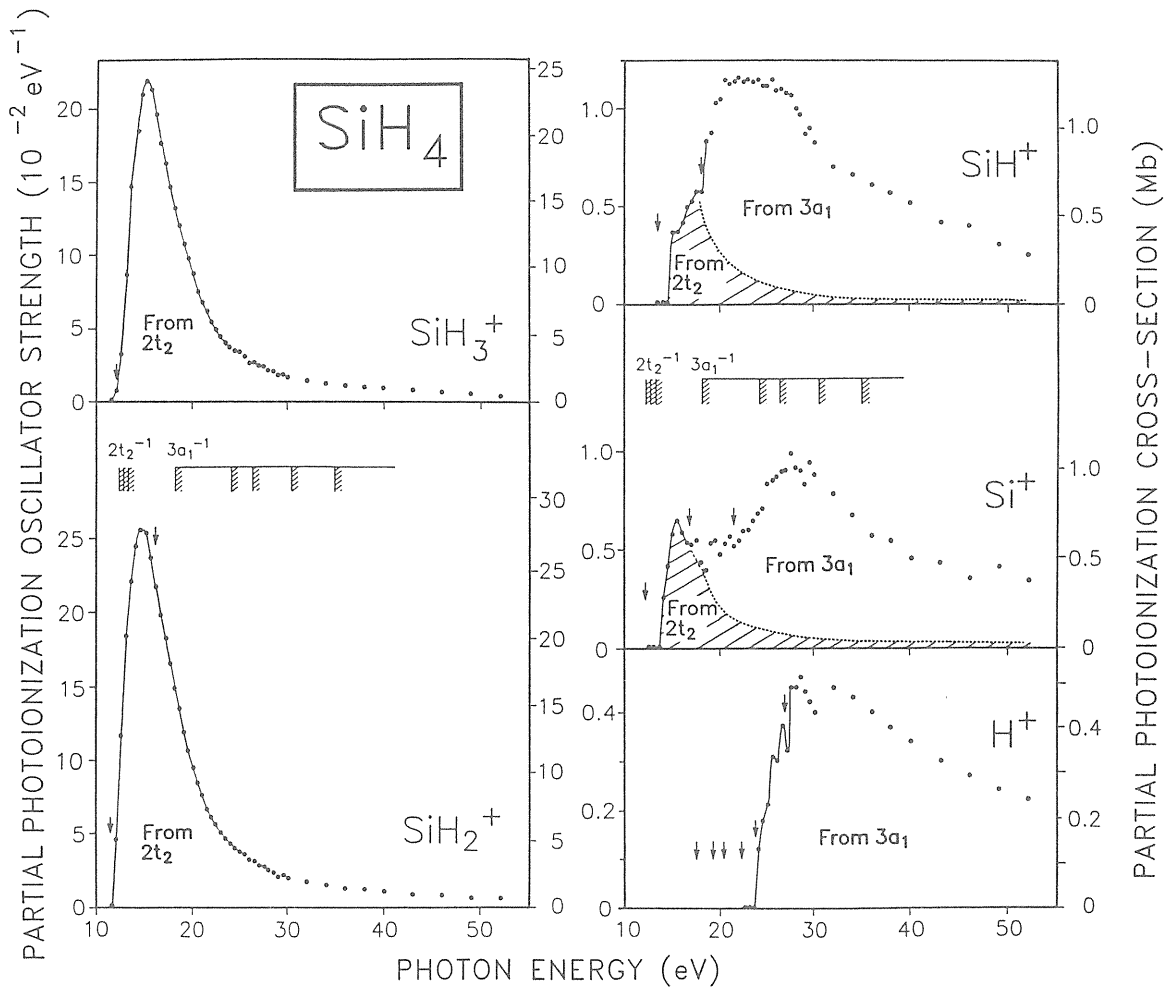 PARTIAL PHOTOIONIZATION OSCILLATOR STRENGTH (10⁻² eV⁻¹)
SiH₄
20
15
10
5
0
25
20
15
10
5
0
From
2t₂
SiH₃⁺
2t₂⁻¹ 3a₁⁻¹
25
20
15
10
5
0
30
25
20
15
10
5
0
From
2t₂
SiH₂⁺
10 20 30 40 50
1.0
0.5
0
1.0
0.5
0
SiH⁺
From 3a₁
From
2t₂
2t₂⁻¹ 3a₁⁻¹
1.0
0.5
0
1.0
0.5
0
Si⁺
From 3a₁
From
2t₂
0.4
0.2
0
0.4
0.2
0
H⁺
From 3a₁
10 20 30 40 50
PHOTON ENERGY (eV)
PARTIAL PHOTOIONIZATION CROSS-SECTION (Mb)